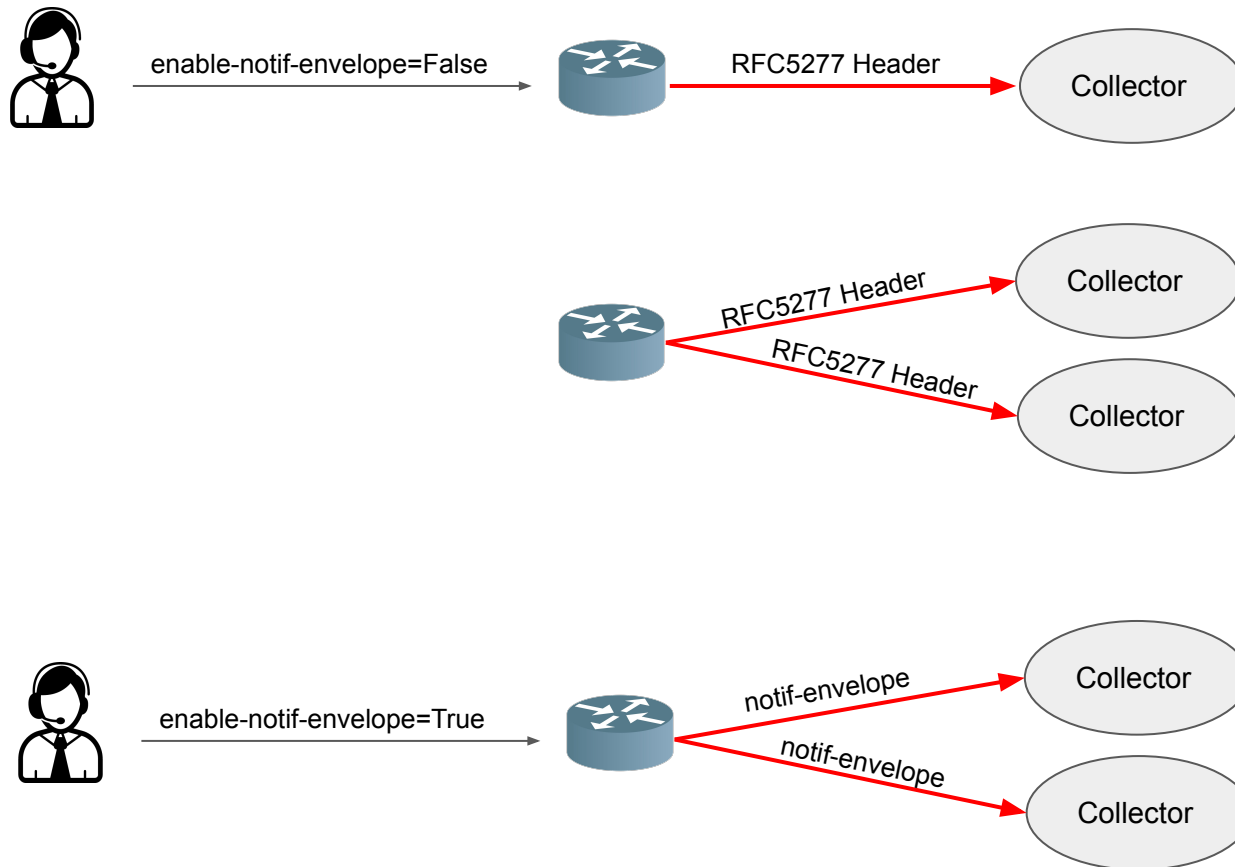 enable-notif-envelope=False
RFC5277 Header
Collector
RFC5277 Header
Collector
RFC5277 Header
Collector
enable-notif-envelope=True
notif-envelope
Collector
notif-envelope
Collector